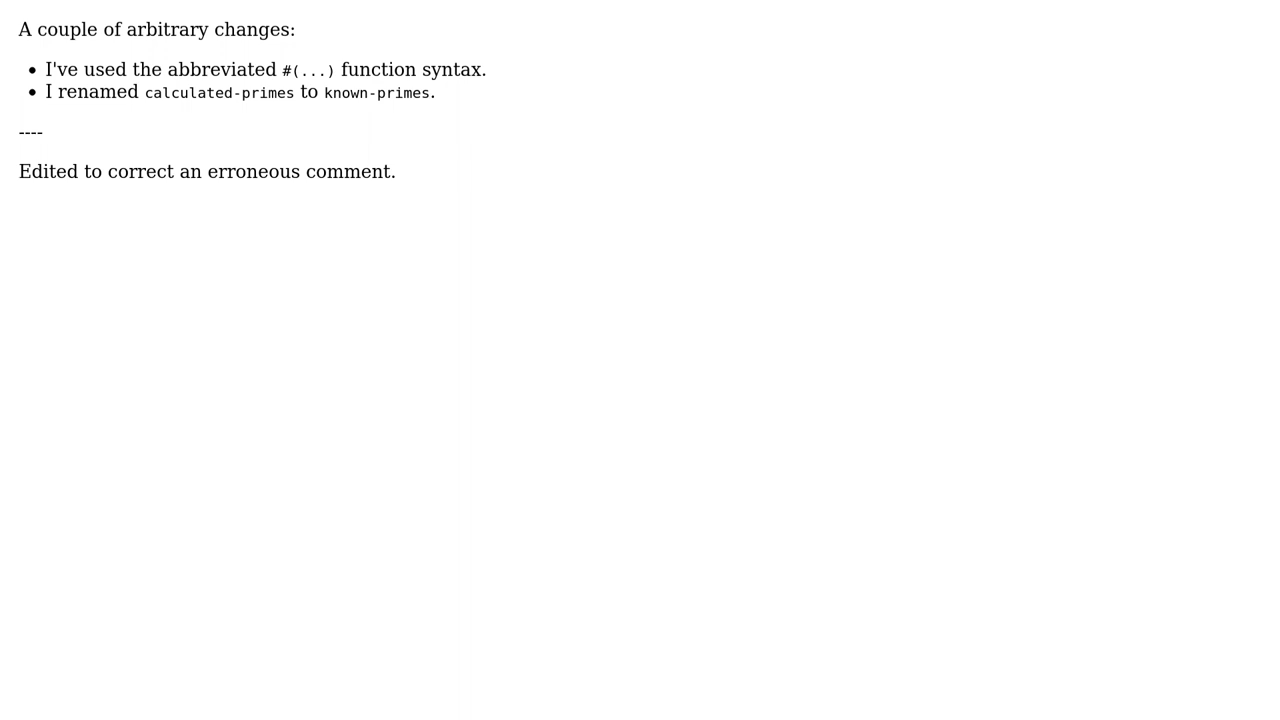 A couple of arbitrary changes:
• I've used the abbreviated #(...) function syntax.
• I renamed calculated-primes to known-primes.
----
Edited to correct an erroneous comment.